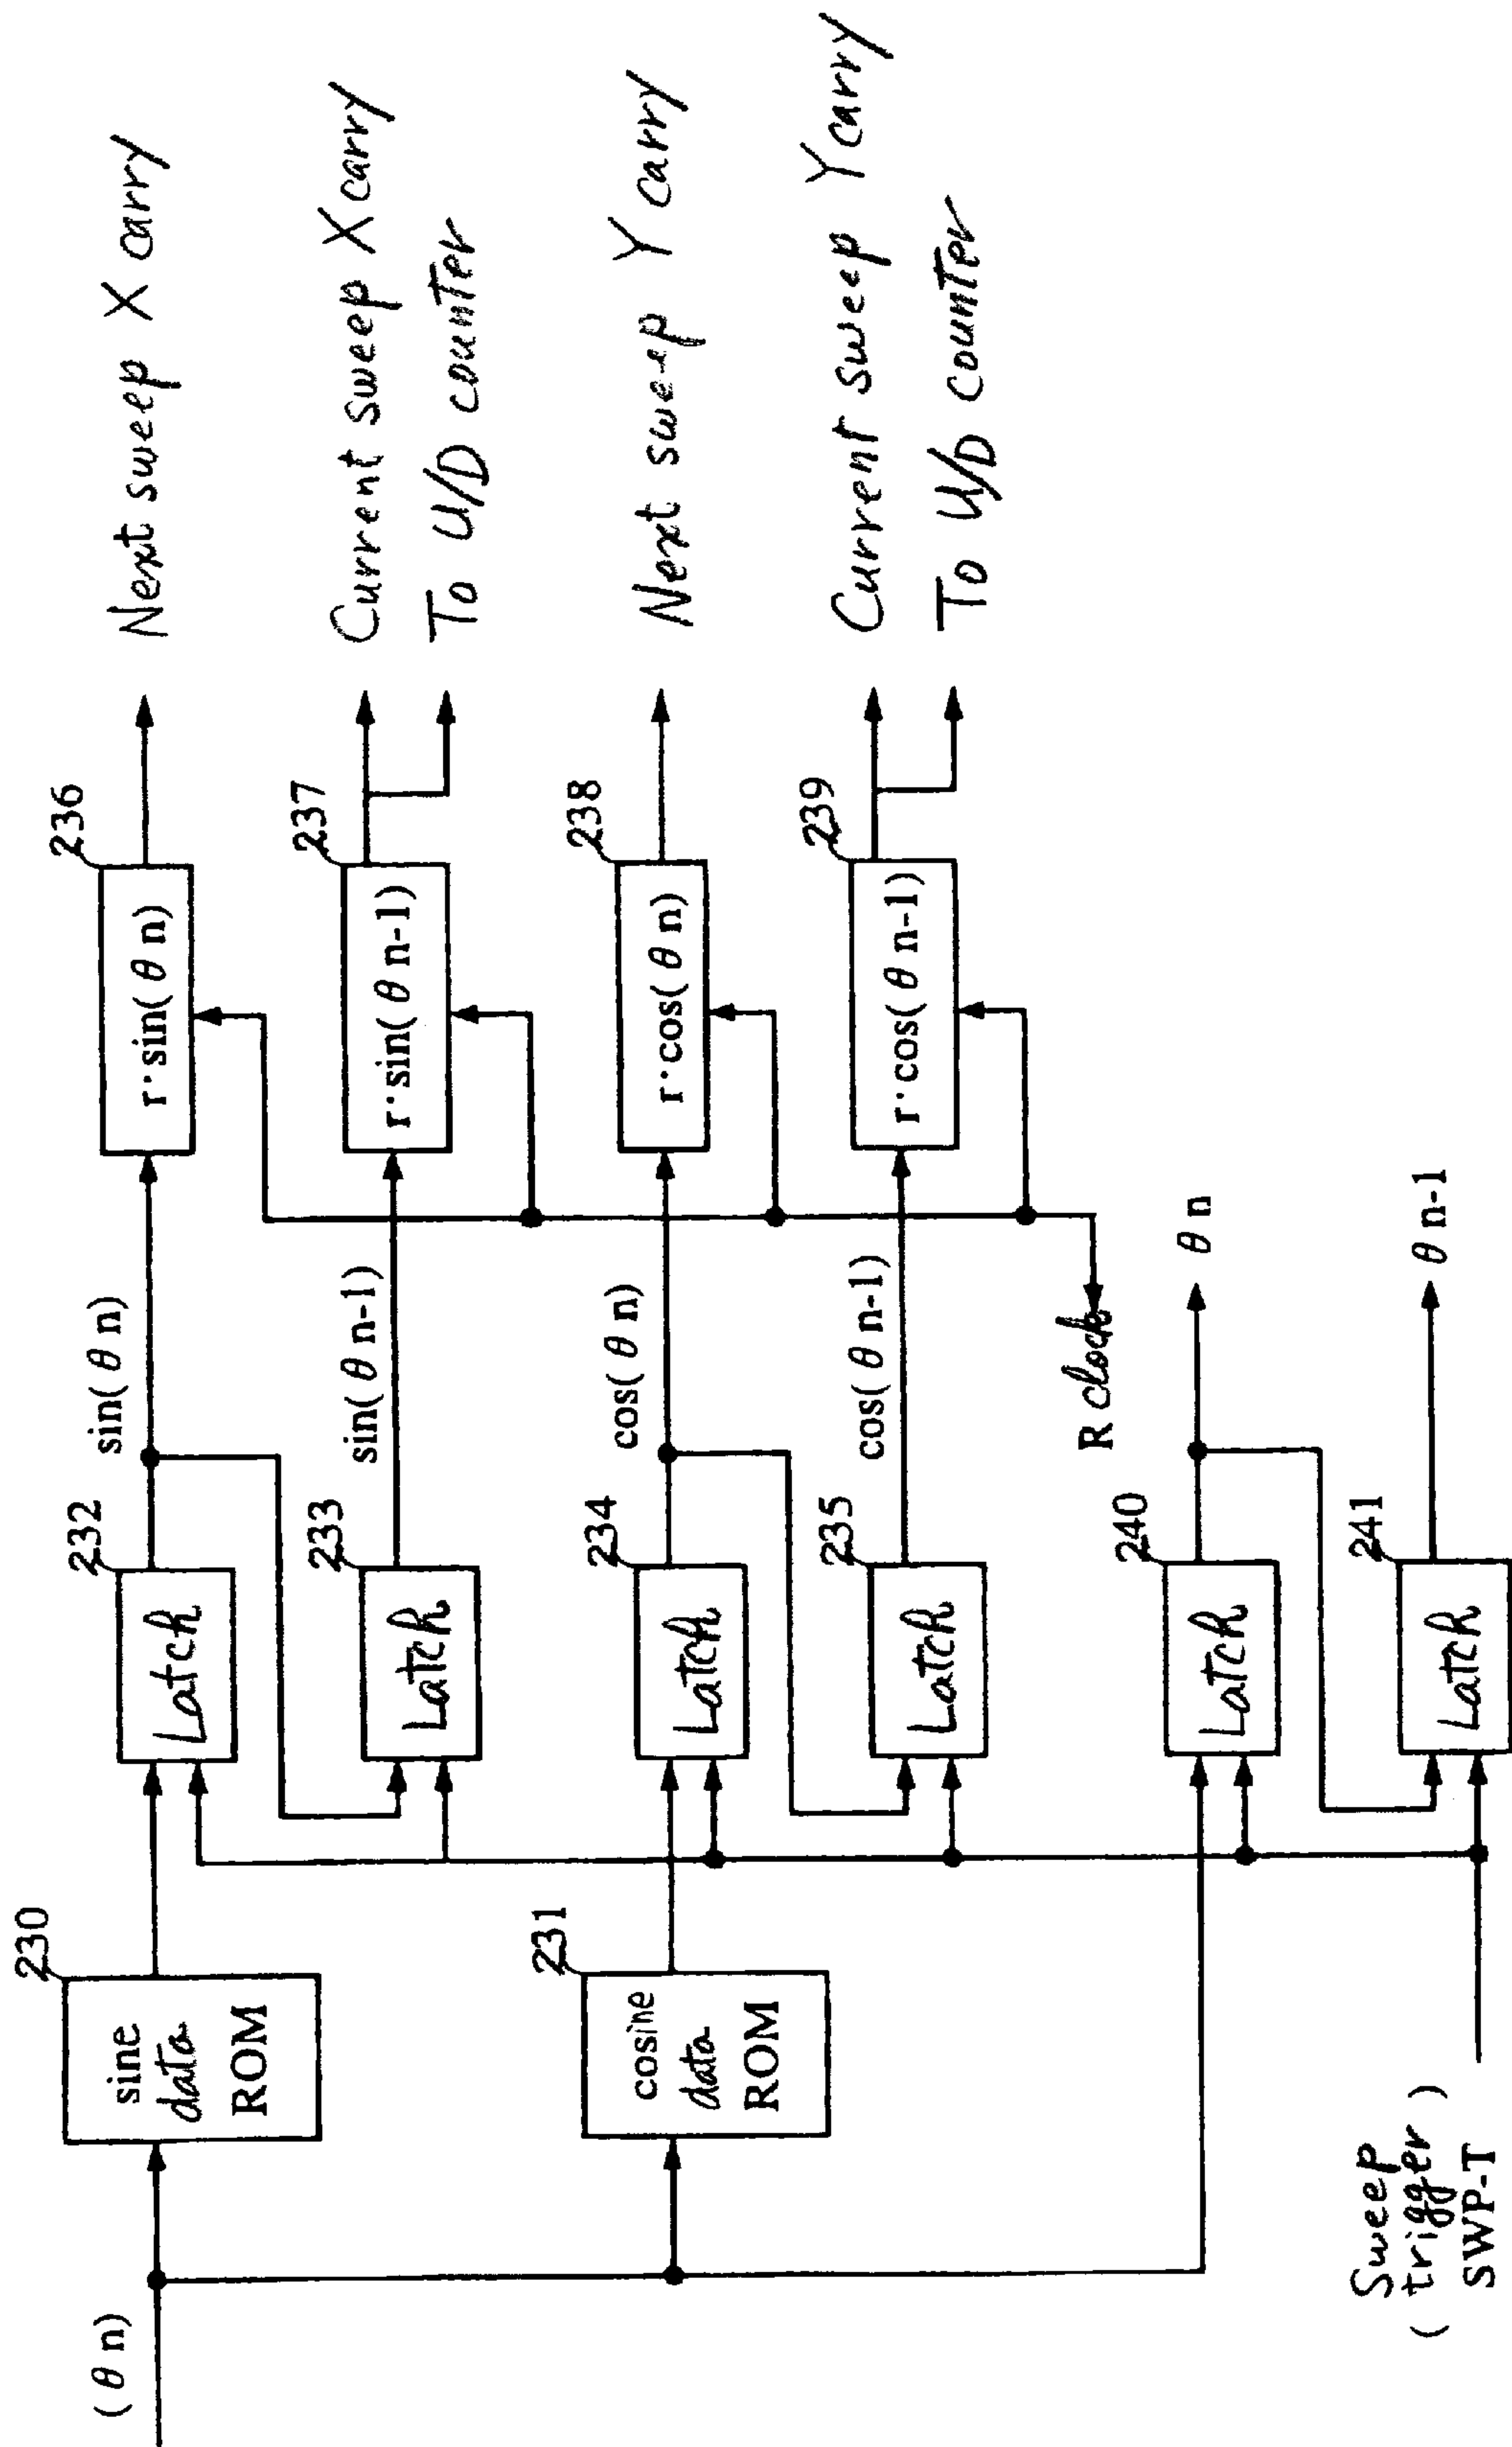 ( θ n)
230
sine
data
ROM
232
Latch
sin( θ n)
236
r·sin( θ n)
Next sweep X carry
233
Latch
sin( θ n-1)
237
r·sin( θ n-1)
Current sweep X carry
To U/D counter
231
cosine
data
ROM
234
Latch
cos( θ n)
238
r·cos( θ n)
Next sweep Y carry
235
Latch
cos( θ n-1)
239
r·cos( θ n-1)
Current sweep Y carry
To U/D counter
R clock
240
Latch
θ n
241
Latch
θ n-1
Sweep
( trigger )
SWP-T